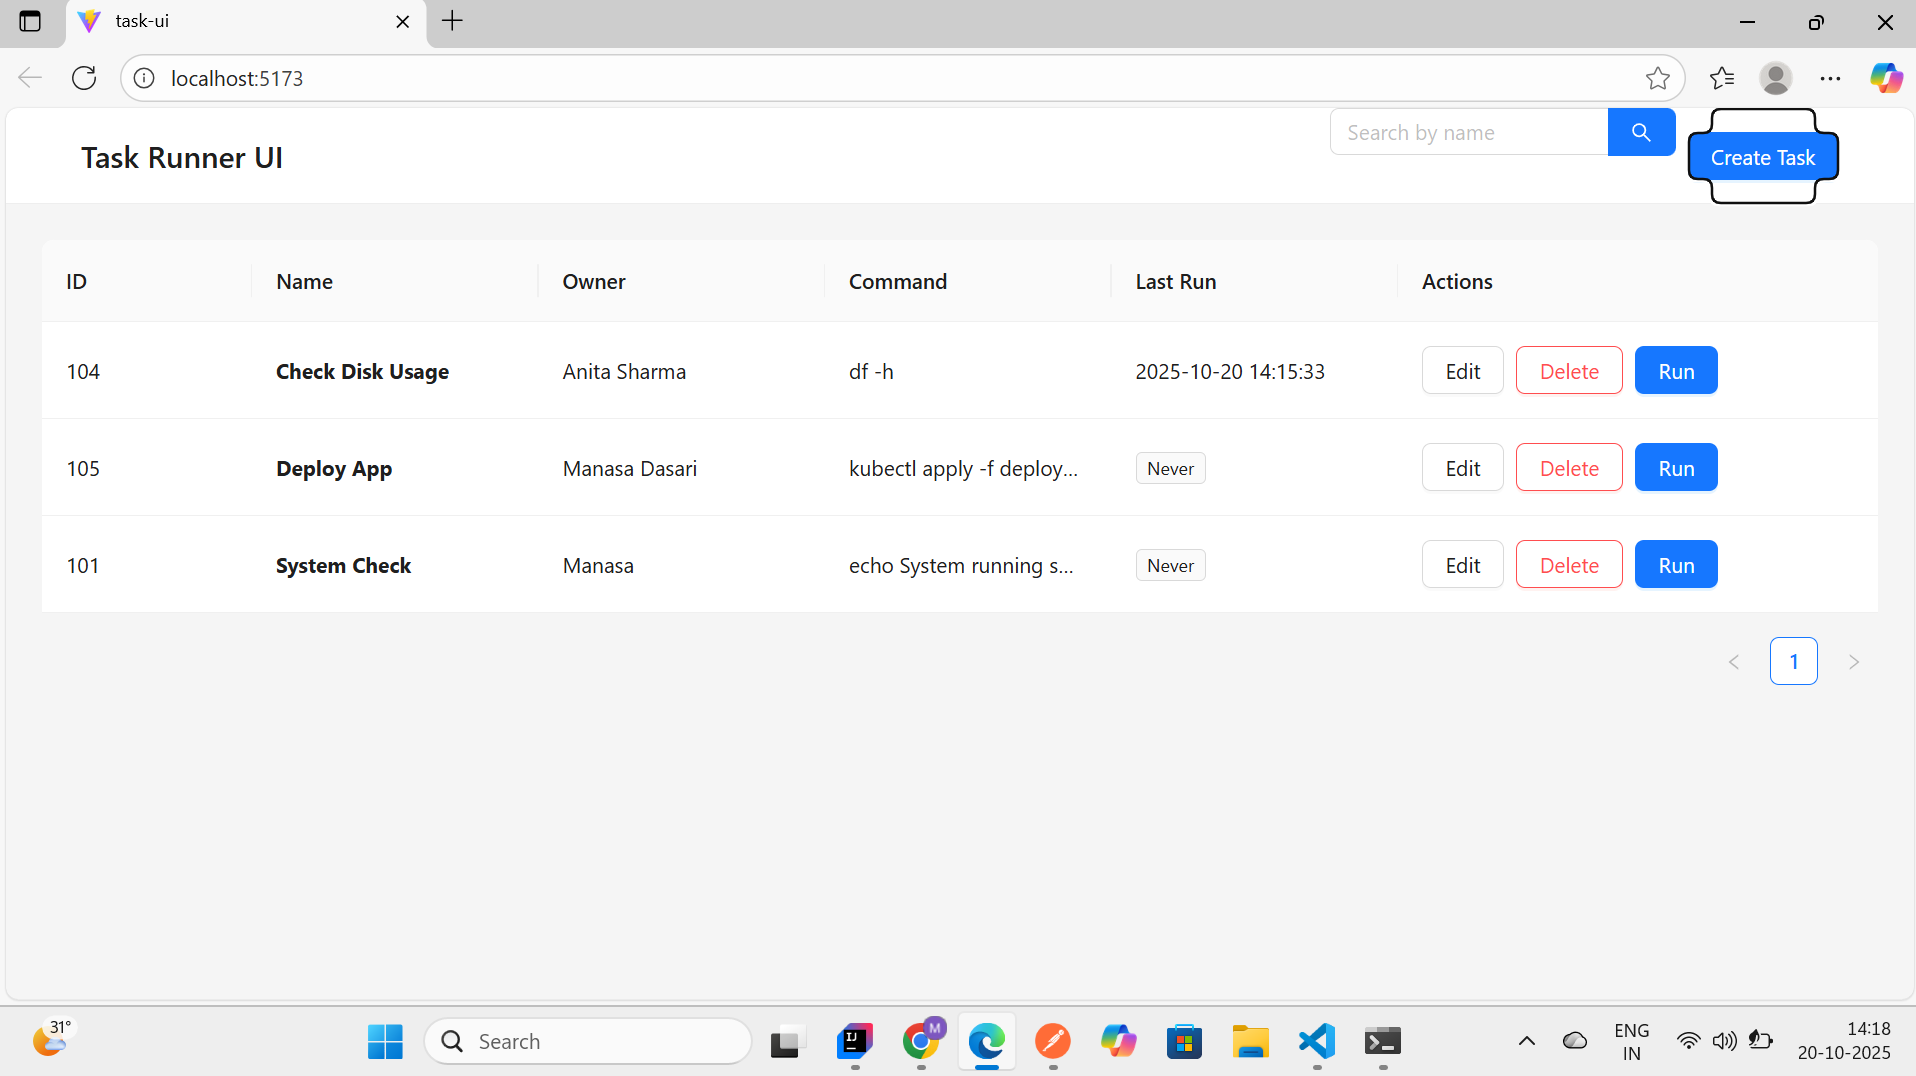 task-ui
localhost:5173
Task Runner UI
Search by name
Create Task
ID Name Owner Command Last Run Actions
104 Check Disk Usage Anita Sharma df -h 2025-10-20 14:15:33 Edit Delete Run
105 Deploy App Manasa Dasari kubectl apply -f deploy... Never Edit Delete Run
101 System Check Manasa echo System running s... Never Edit Delete Run
< 1 >
31°
Search
IJ
M
ENG
IN
14:18
20-10-2025